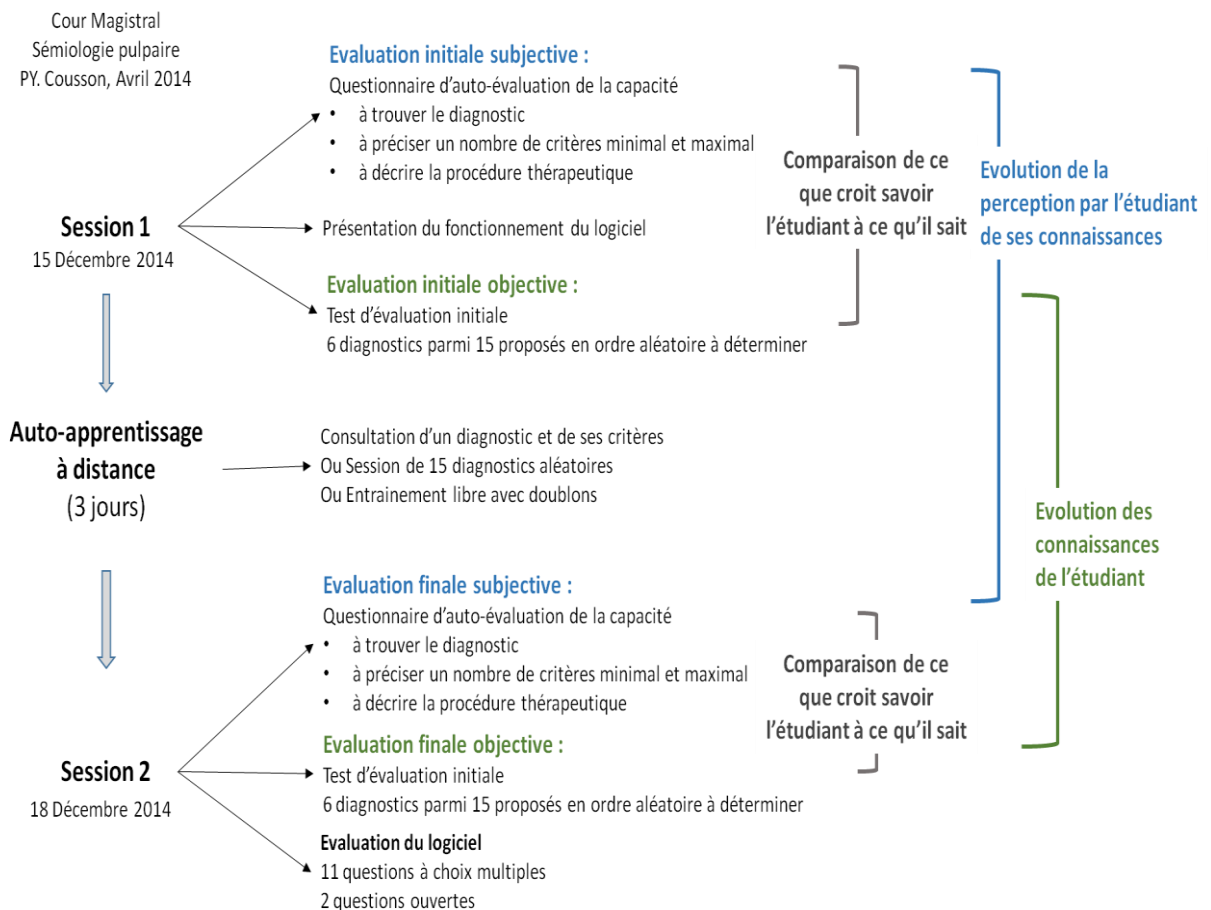 Cour Magistral
Sémiologie pulpaire
PY. Cousson, Avril 2014
Evaluation initiale subjective :
Questionnaire d'auto-évaluation de la capacité
• à trouver le diagnostic
• à préciser un nombre de critères minimal et maximal
• à décrire la procédure thérapeutique
Session 1
15 Décembre 2014
Présentation du fonctionnement du logiciel
Evaluation initiale objective :
Test d'évaluation initiale
6 diagnostics parmi 15 proposés en ordre aléatoire à déterminer
Comparaison de ce
que croit savoir
l'étudiant à ce qu'il sait
Evolution de la
perception par l'étudiant
de ses connaissances
Auto-apprentissage
à distance
(3 jours)
Consultation d'un diagnostic et de ses critères
Ou Session de 15 diagnostics aléatoires
Ou Entrainement libre avec doublons
Evolution des
connaissances
de l'étudiant
Evaluation finale subjective :
Questionnaire d'auto-évaluation de la capacité
• à trouver le diagnostic
• à préciser un nombre de critères minimal et maximal
• à décrire la procédure thérapeutique
Comparaison de ce
que croit savoir
l'étudiant à ce qu'il sait
Session 2
18 Décembre 2014
Evaluation finale objective :
Test d'évaluation initiale
6 diagnostics parmi 15 proposés en ordre aléatoire à déterminer
Evaluation du logiciel
11 questions à choix multiples
2 questions ouvertes